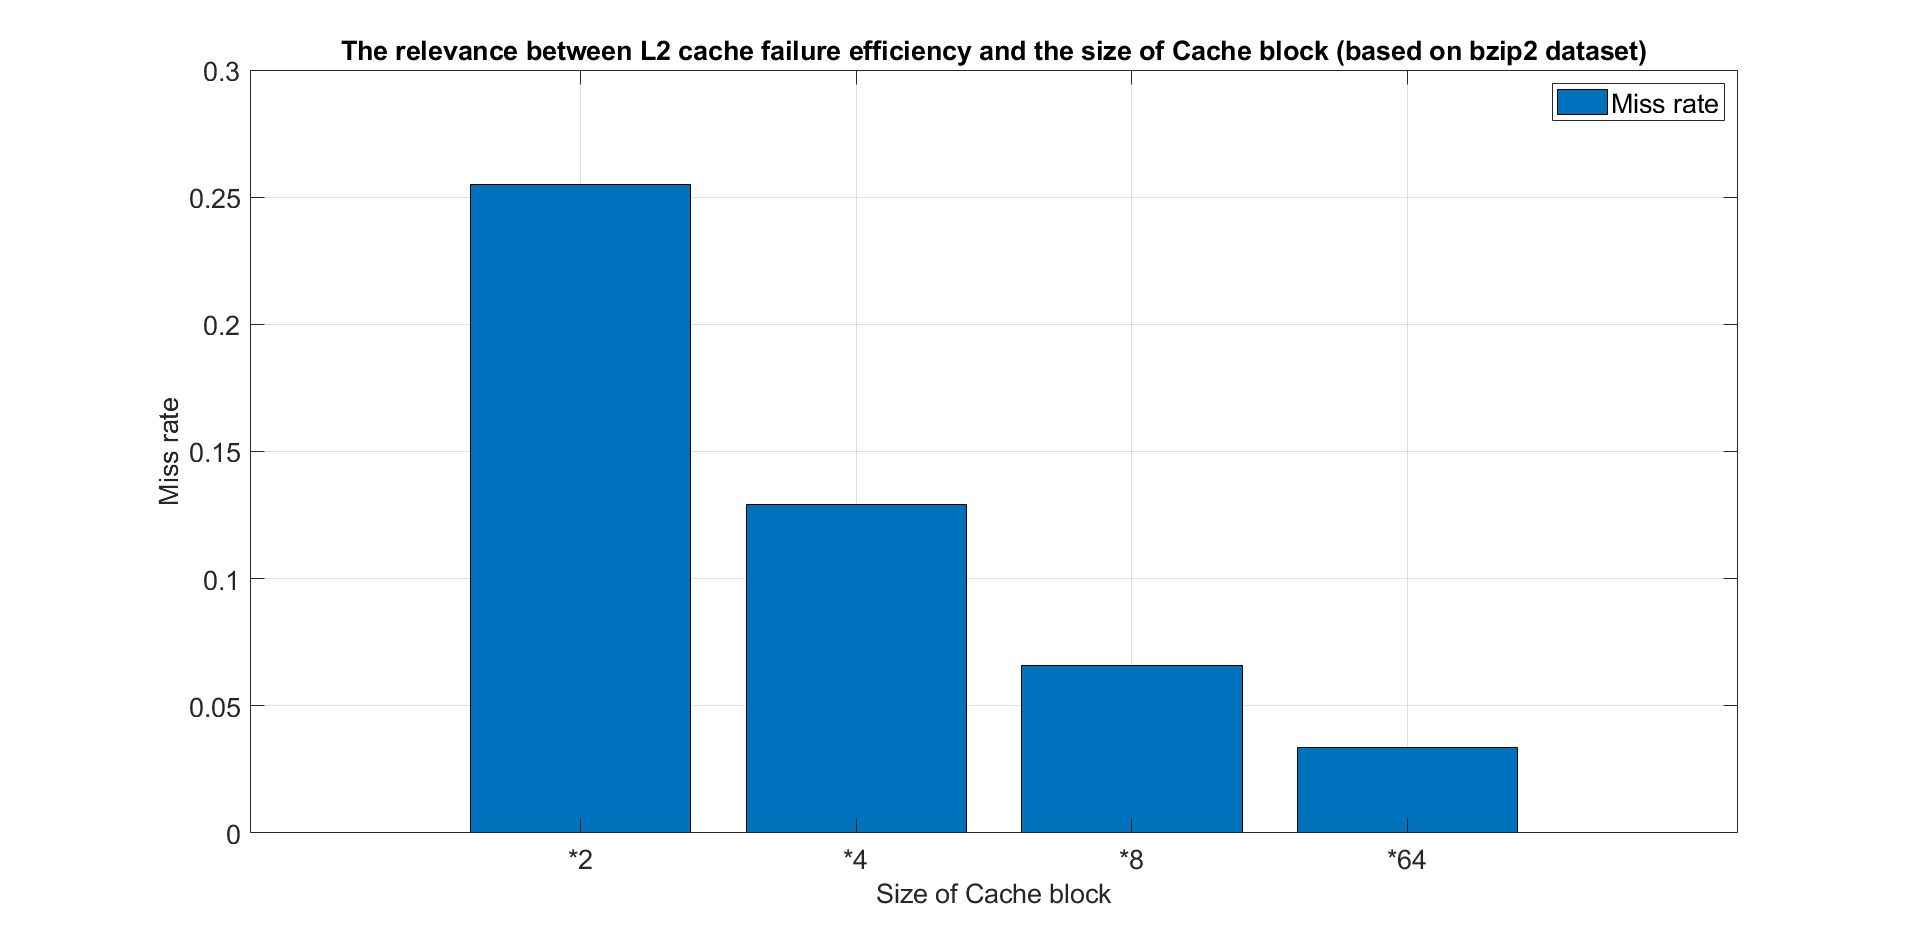 The relevance between L2 cache failure efficiency and the size of Cache block (based on bzip2 dataset)
Miss rate
0.3
0.25
0.2
0.15
0.1
0.05
0
Miss rate
*2
*4
*8
*64
Size of Cache block